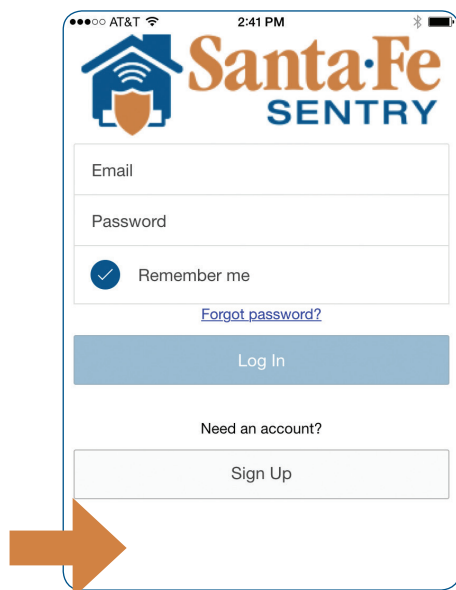 AT&T 2:41 PM
Santa·Fe
SENTRY
Email
Password
Remember me
Forgot password?
Log In
Need an account?
Sign Up